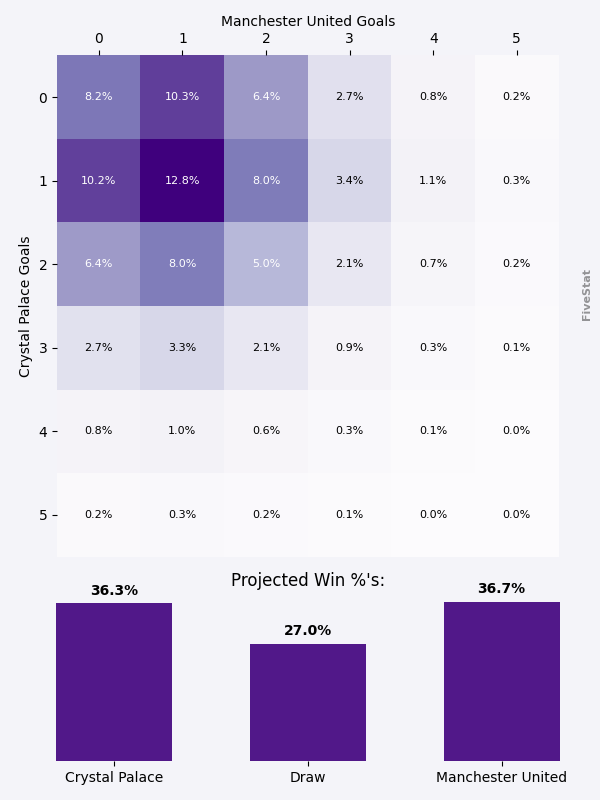 Manchester United Goals
0 1 2 3 4 5
0 8.2% 10.3% 6.4% 2.7% 0.8% 0.2%
1 10.2% 12.8% 8.0% 3.4% 1.1% 0.3%
2 6.4% 8.0% 5.0% 2.1% 0.7% 0.2%
3 2.7% 3.3% 2.1% 0.9% 0.3% 0.1%
4 0.8% 1.0% 0.6% 0.3% 0.1% 0.0%
5 0.2% 0.3% 0.2% 0.1% 0.0% 0.0%
Crystal Palace Goals
FiveStat
Projected Win %'s:
36.3% 27.0% 36.7%
Crystal Palace Draw Manchester United